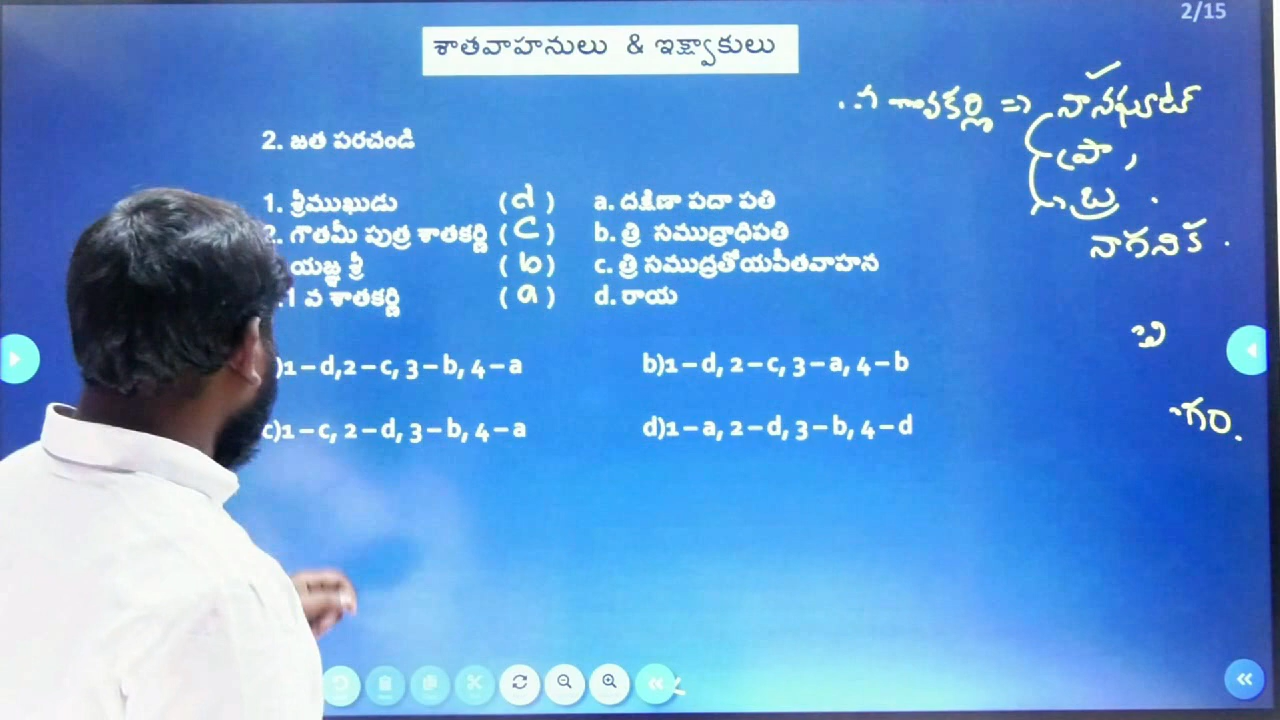 2/15
శాతవాహనులు & ఇక్ష్వాకులు
2. జత పరచండి
1. శ్రీముఖుడు (d) a. దక్షిణా పదా పతి
2. గౌతమీ పుత్ర శాతకర్ణి (c) b. త్రి సముద్రాధిపతి
యజ్ఞ శ్రీ (b) c. త్రి సముద్రతోయపీతవాహన
.1 వ శాతకర్ణి (a) d. రాయ
)1–d,2–c, 3–b, 4–a b)1–d, 2–c, 3–a, 4–b
c)1–c, 2–d, 3–b, 4–a d)1–a, 2–d, 3–b, 4–d
=> నానఘాట్
పా,
బ్ర.
నాగనిక.